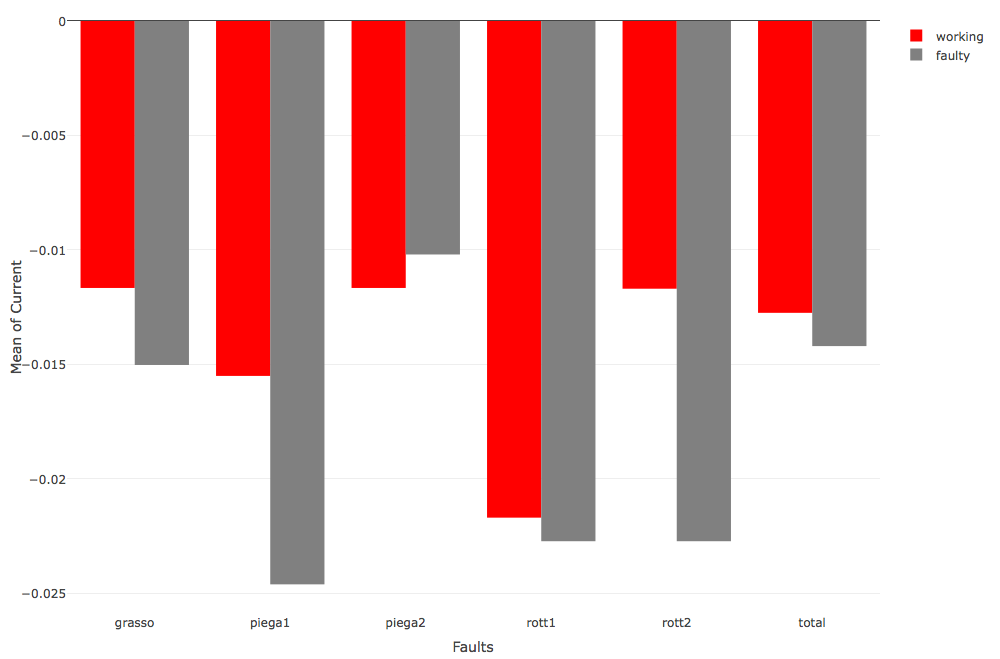 0
−0.005
−0.01
−0.015
−0.02
−0.025
Mean of Current
grasso
piega1
piega2
rott1
rott2
total
Faults
working
faulty